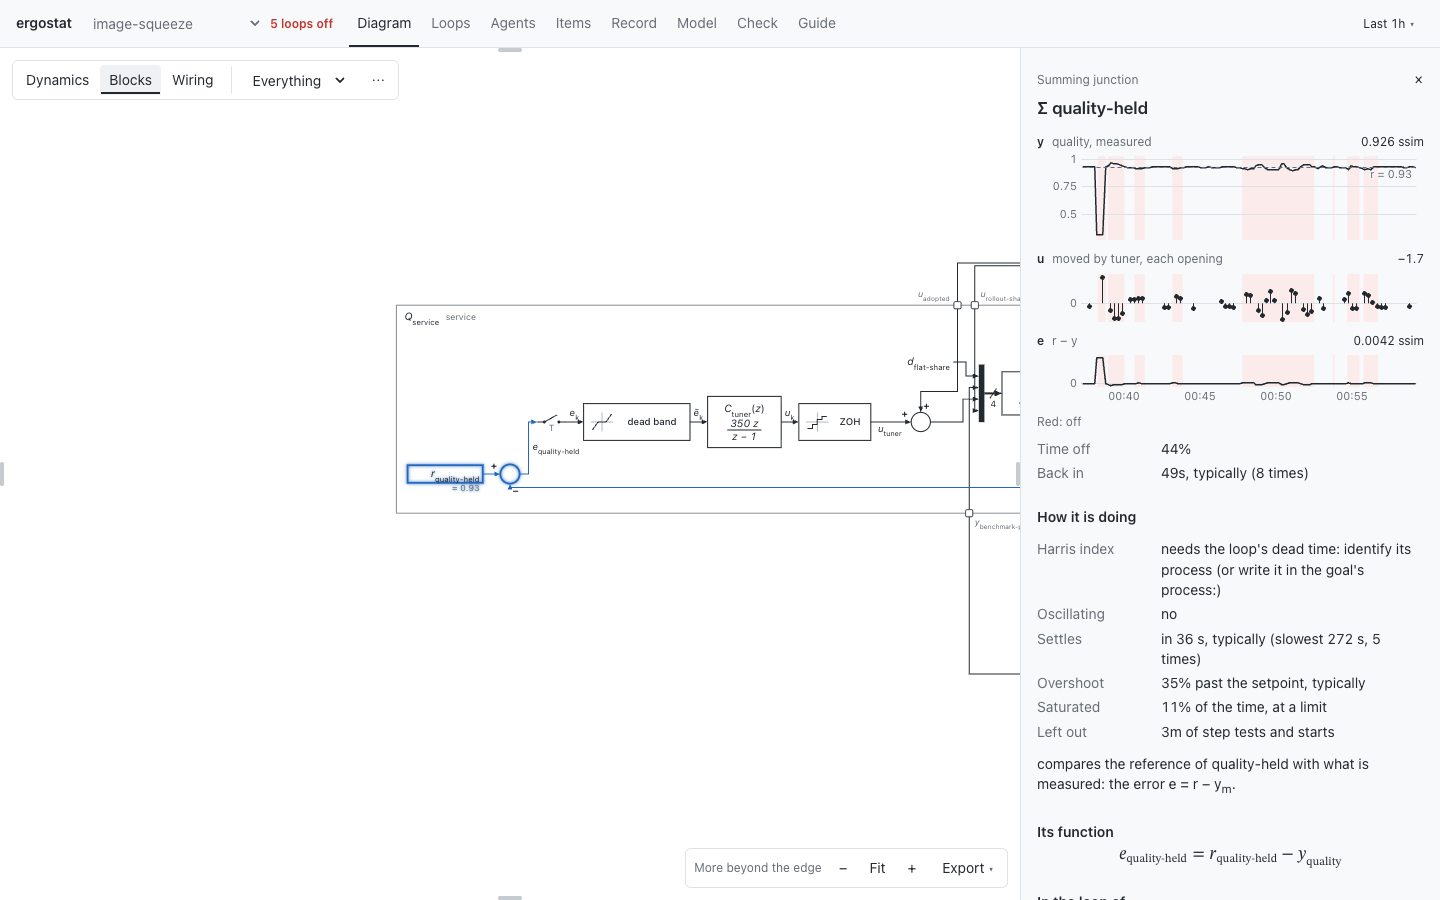 ergostat image-squeeze 5 loops off Diagram Loops Agents Items Record Model Check Guide Last 1h
Dynamics Blocks Wiring Everything ···
Summing junction ×
Σ quality-held
y quality, measured 0.926 ssim
1
r = 0.93
0.75
0.5
u moved by tuner, each opening −1.7
0
e r − y 0.0042 ssim
0
00:40 00:45 00:50 00:55
Red: off
Time off 44%
Back in 49s, typically (8 times)
How it is doing
Harris index needs the loop's dead time: identify its
process (or write it in the goal's
process:)
Oscillating no
Settles in 36 s, typically (slowest 272 s, 5
times)
Overshoot 35% past the setpoint, typically
Saturated 11% of the time, at a limit
Left out 3m of step tests and starts
compares the reference of quality-held with what is
measured: the error e = r − yₘ.
Its function
e quality-held = r quality-held − y quality
In the loop of
u adopted u rollout-sha
Q service service
d flat-share
4
T
e k
dead band
ẽ k
C tuner (z)
350 z
z − 1
u k
ZOH
u tuner
+ +
e quality-held
r quality-held
= 0.93
+
−
y benchmark-p
More beyond the edge − Fit + Export